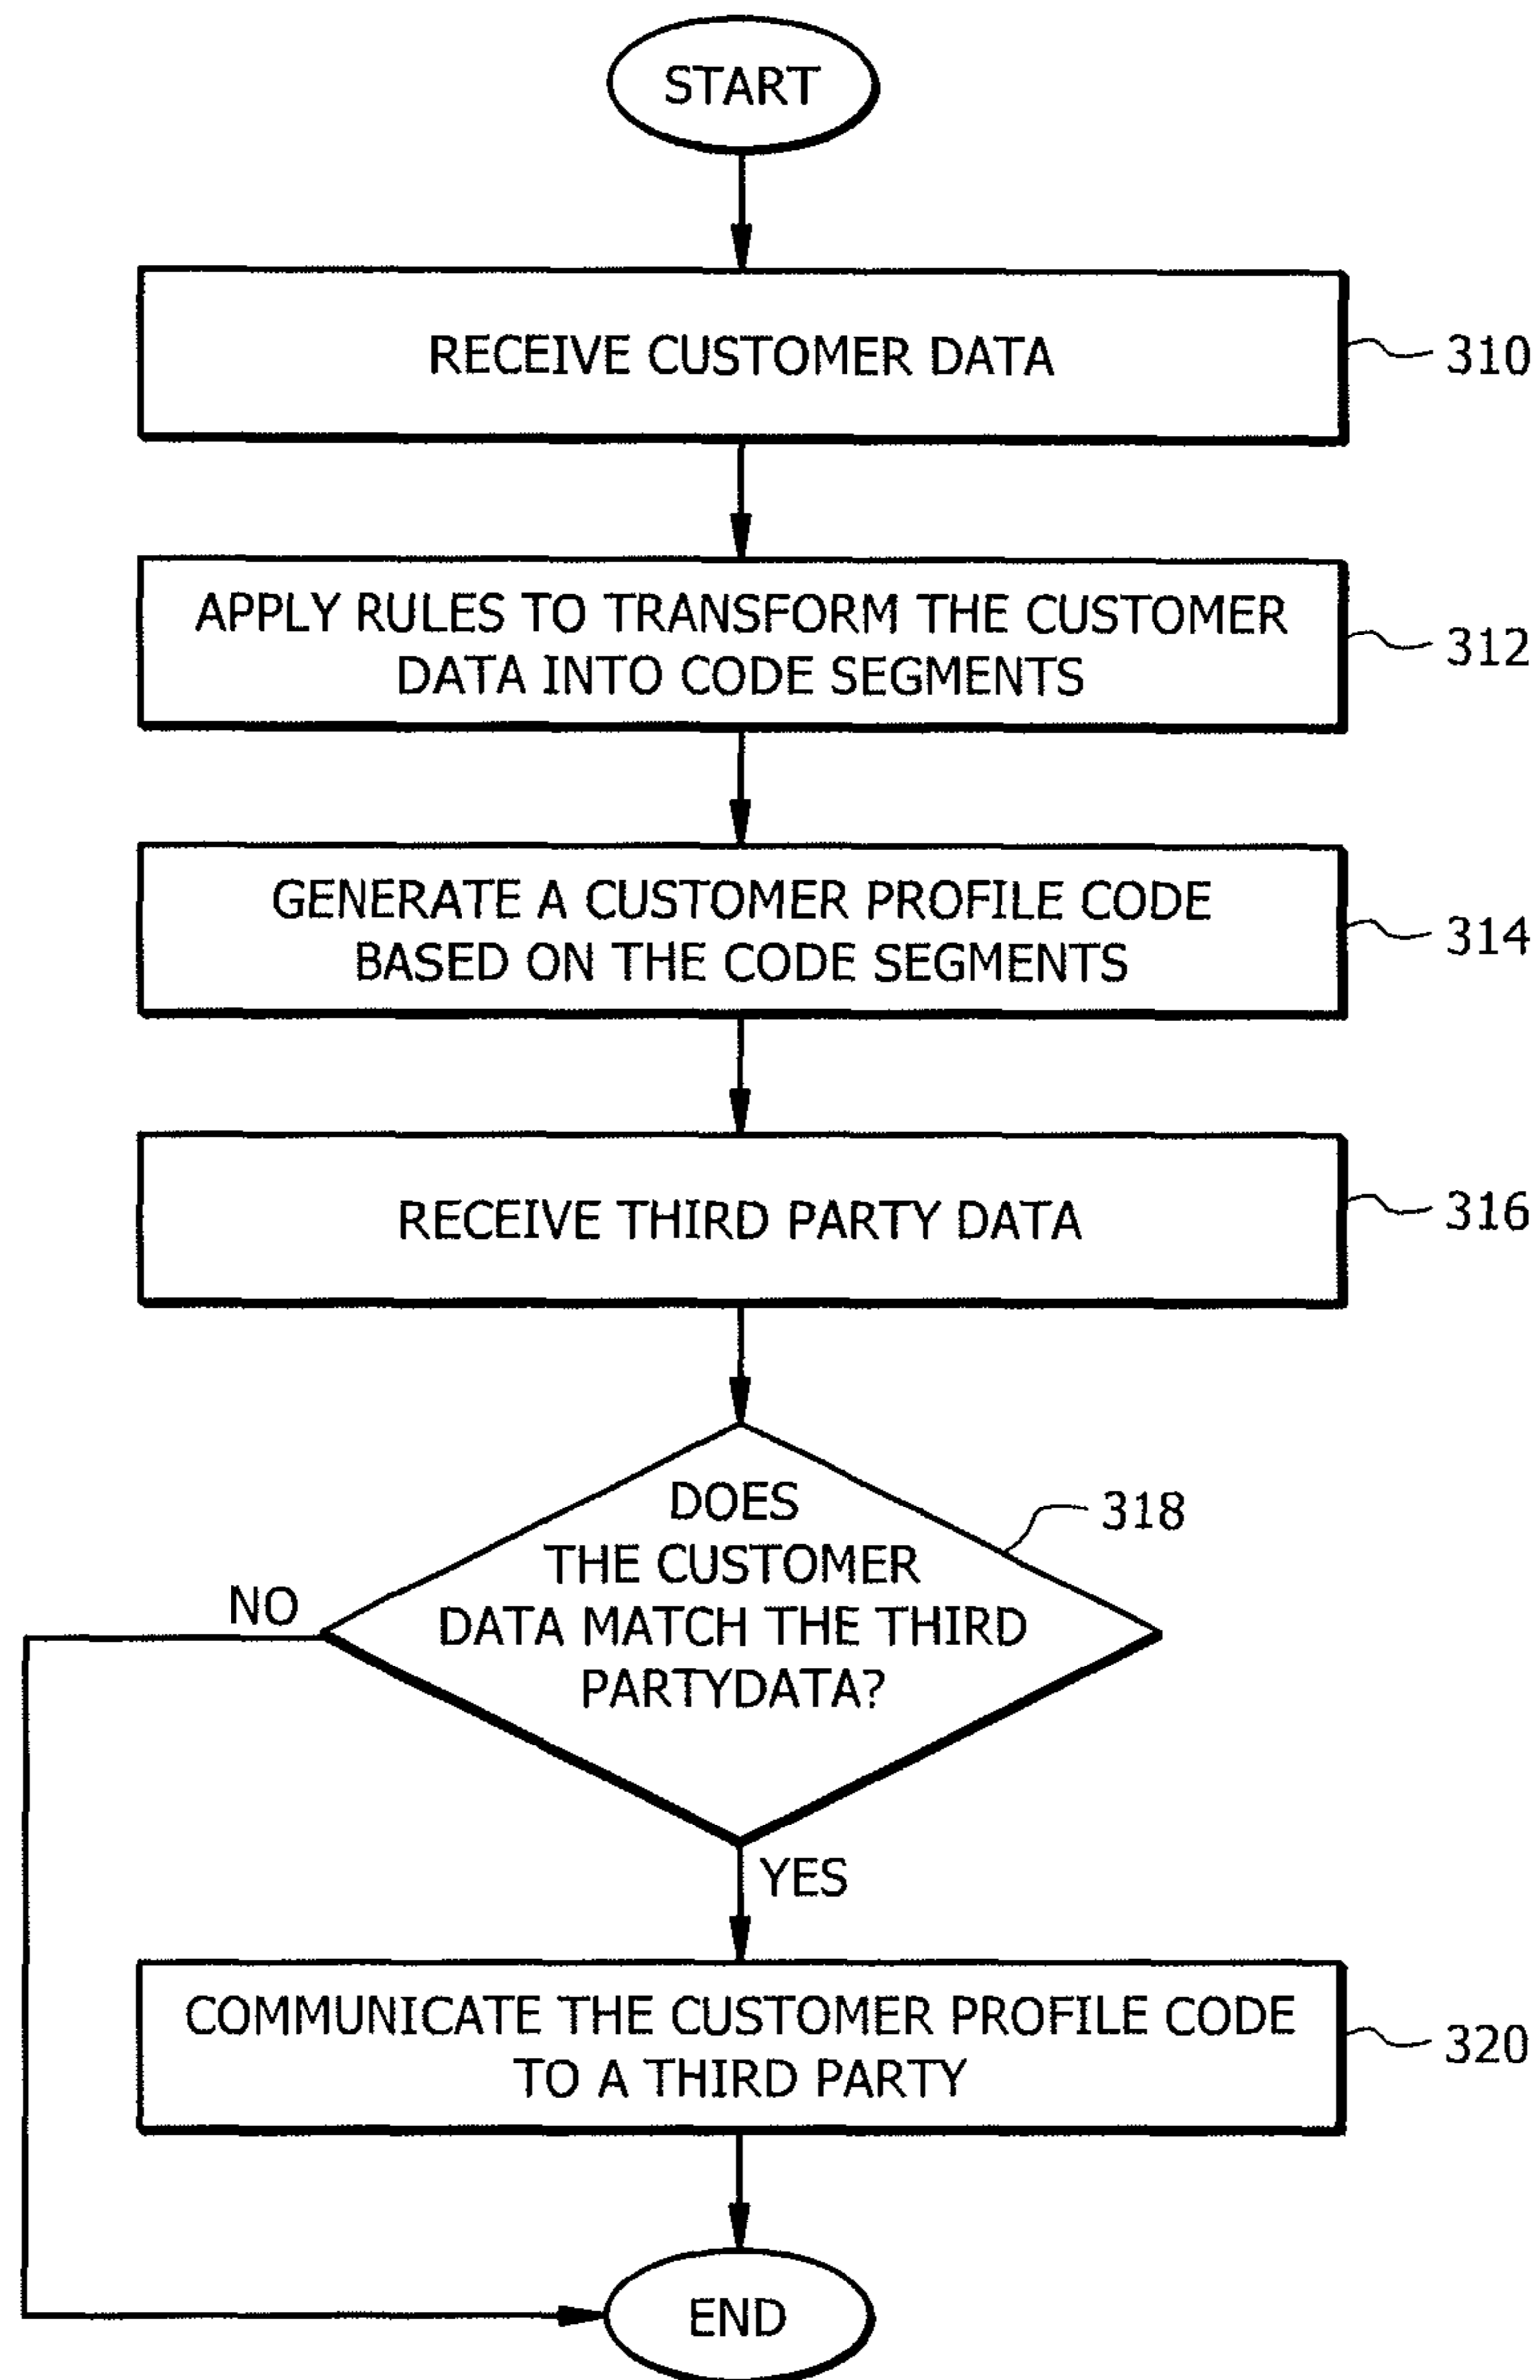 START
RECEIVE CUSTOMER DATA
310
APPLY RULES TO TRANSFORM THE CUSTOMER
DATA INTO CODE SEGMENTS
312
GENERATE A CUSTOMER PROFILE CODE
BASED ON THE CODE SEGMENTS
314
RECEIVE THIRD PARTY DATA
316
DOES
THE CUSTOMER
DATA MATCH THE THIRD
PARTYDATA?
318
NO
YES
COMMUNICATE THE CUSTOMER PROFILE CODE
TO A THIRD PARTY
320
END